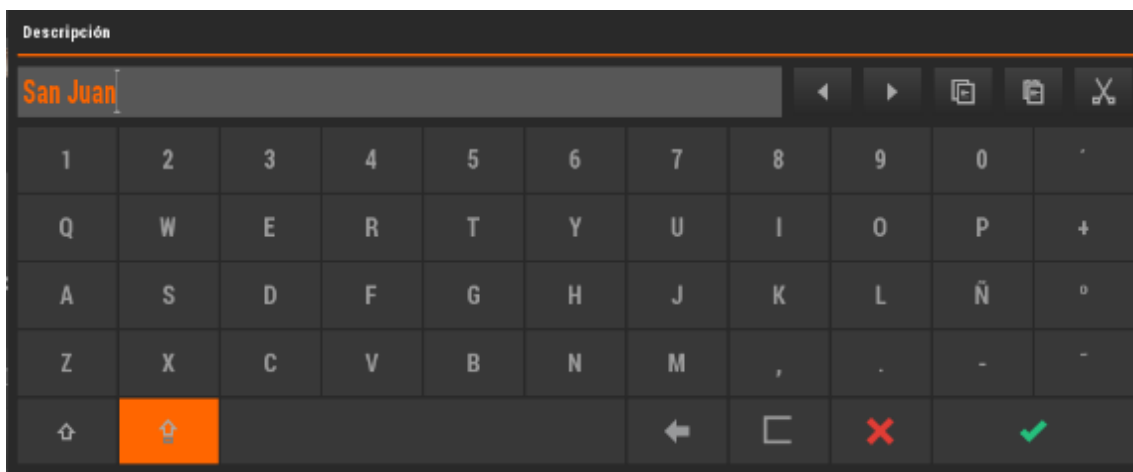 Descripción
San Juan
1 2 3 4 5 6 7 8 9 0 ´
Q W E R T Y U I O P +
A S D F G H J K L Ñ º
Z X C V B N M , . - ¯